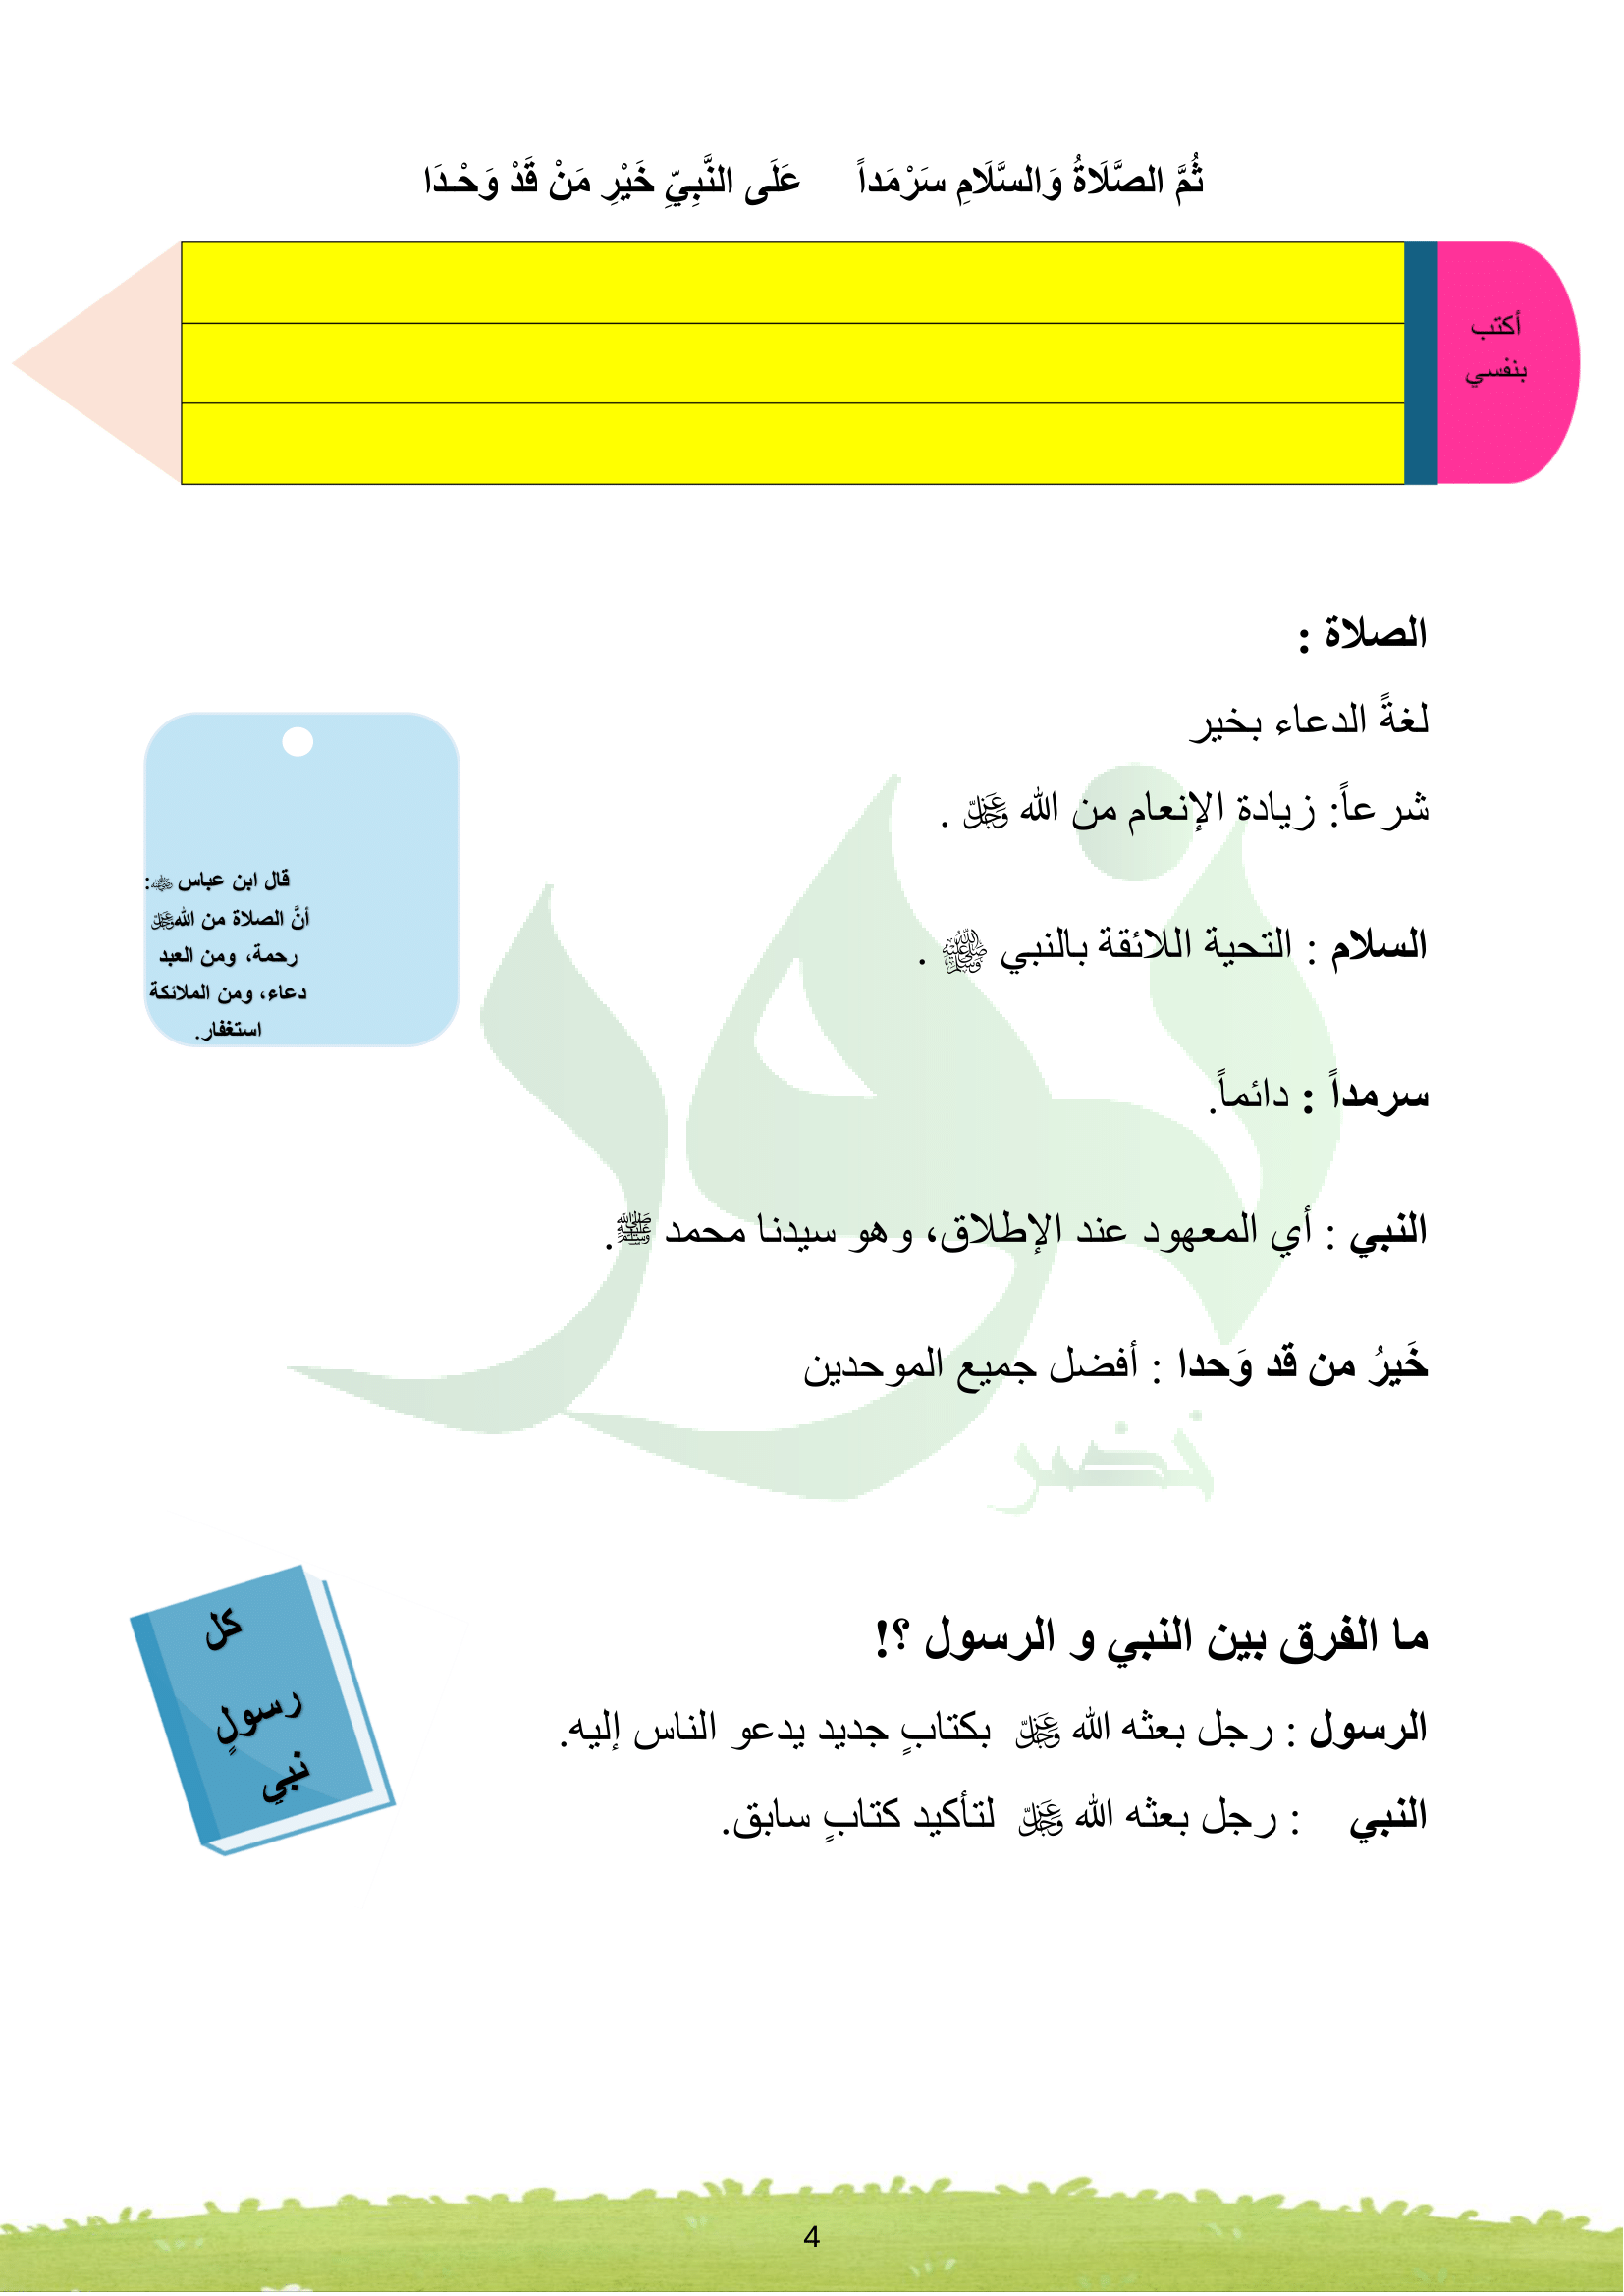 ثُمَّ الصَّلَاةُ وَالسَّلَامِ سَرْمَداً عَلَى النَّبِيِّ خَيْرِ مَنْ قَدْ وَحْـدَا
أكتب
بنفسي
الصلاة :
لغةً الدعاء بخير
شرعاً: زيادة الإنعام من الله ﷻ .
قال ابن عباس ﵁:
أنَّ الصلاة من اللهﷻ
رحمة، ومن العبد
دعاء، ومن الملائكة
استغفار.
السلام : التحية اللائقة بالنبي ﷺ .
سرمداً : دائماً.
النبي : أي المعهود عند الإطلاق، وهو سيدنا محمد ﷺ.
خَيرُ من قد وَحدا : أفضل جميع الموحدين
نور
نضر
ما الفرق بين النبي و الرسول ؟!
الرسول : رجل بعثه الله ﷻ بكتابٍ جديد يدعو الناس إليه.
النبي : رجل بعثه الله ﷻ لتأكيد كتابٍ سابق.
كل
رسولٍ
نبي
4